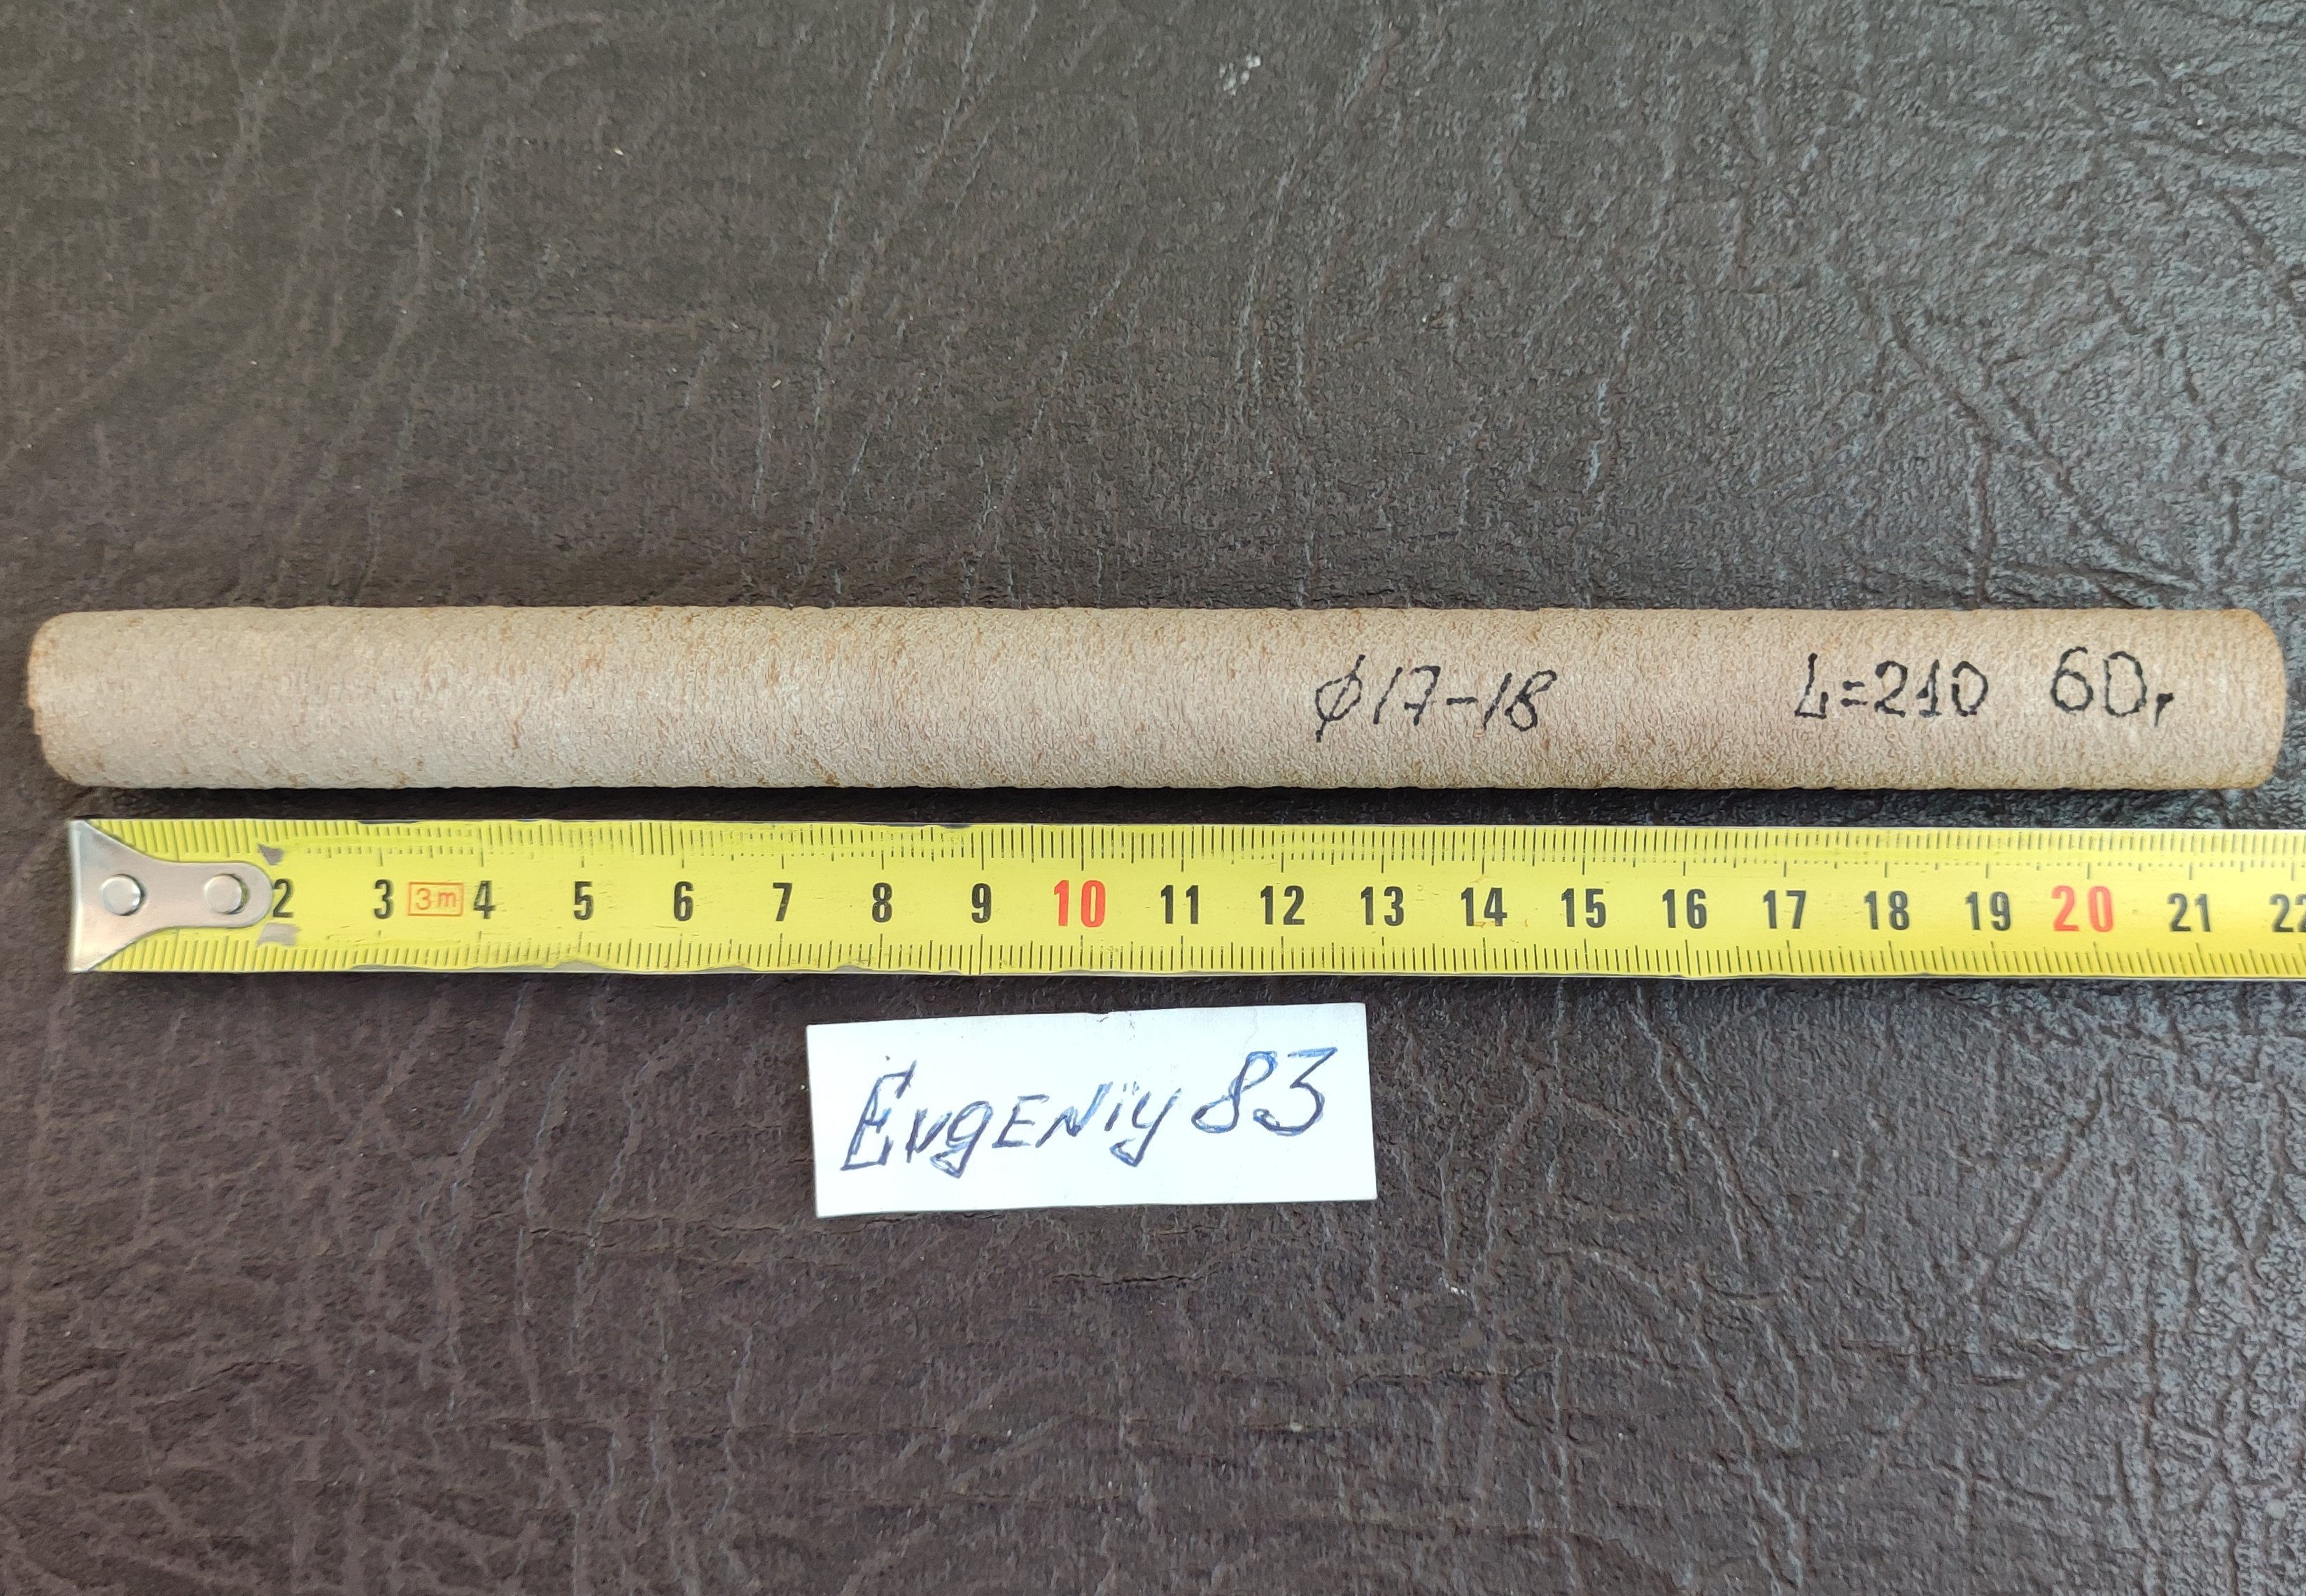 ø17-18 L=210 60г
2 3 3m 4 5 6 7 8 9 10 11 12 13 14 15 16 17 18 19 20 21 22
Evgeniy 83